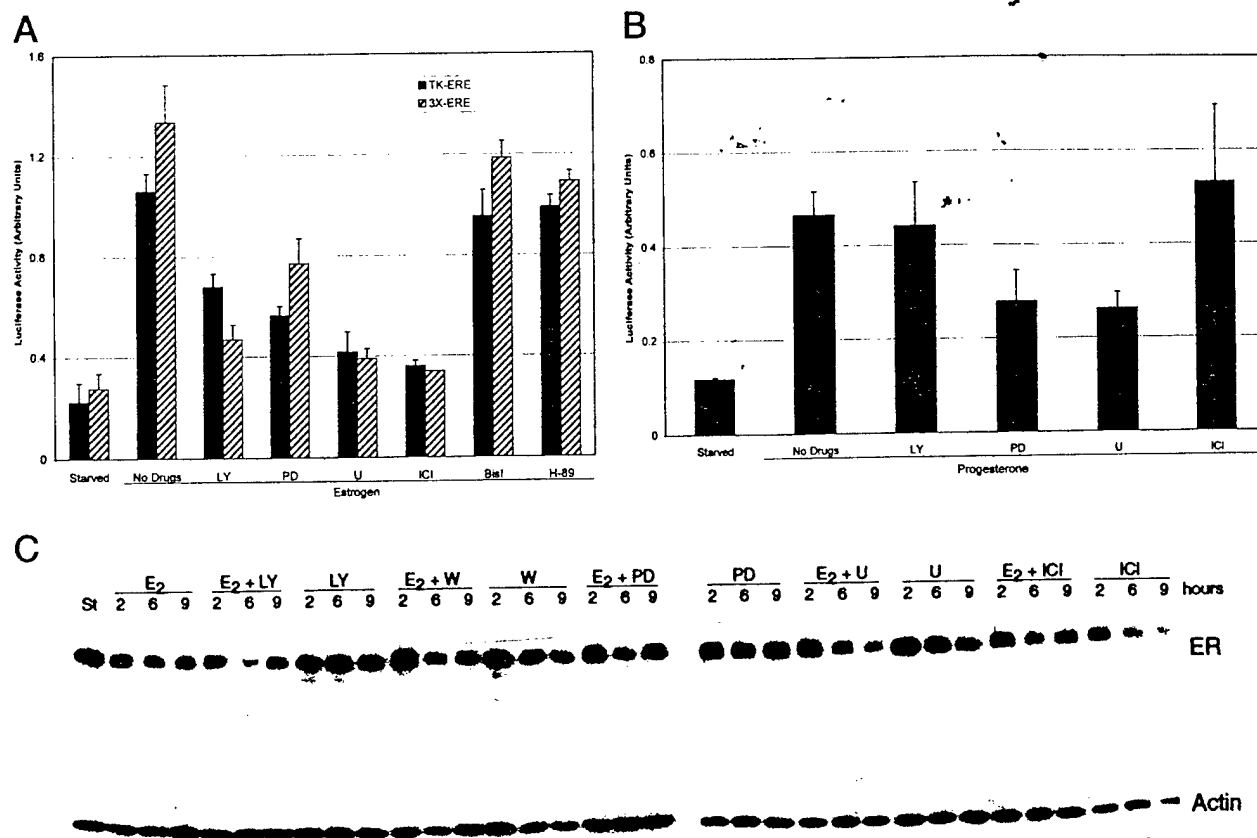 A
1.6
1.2
0.8
0.4
0
Luciferase Activity (Arbitrary Units)
TK-ERE
3X-ERE
Starved No Drugs LY PD U ICI BisI H-89
Estrogen
B
0.8
0.6
0.4
0.2
0
Luciferase Activity (Arbitrary Units)
Starved No Drugs LY PD U ICI
Progesterone
C
E2 E2 + LY LY E2 + W W E2 + PD PD E2 + U U E2 + ICI ICI
St 2 6 9 2 6 9 2 6 9 2 6 9 2 6 9 2 6 9 2 6 9 2 6 9 2 6 9 2 6 9 2 6 9 hours
ER
Actin